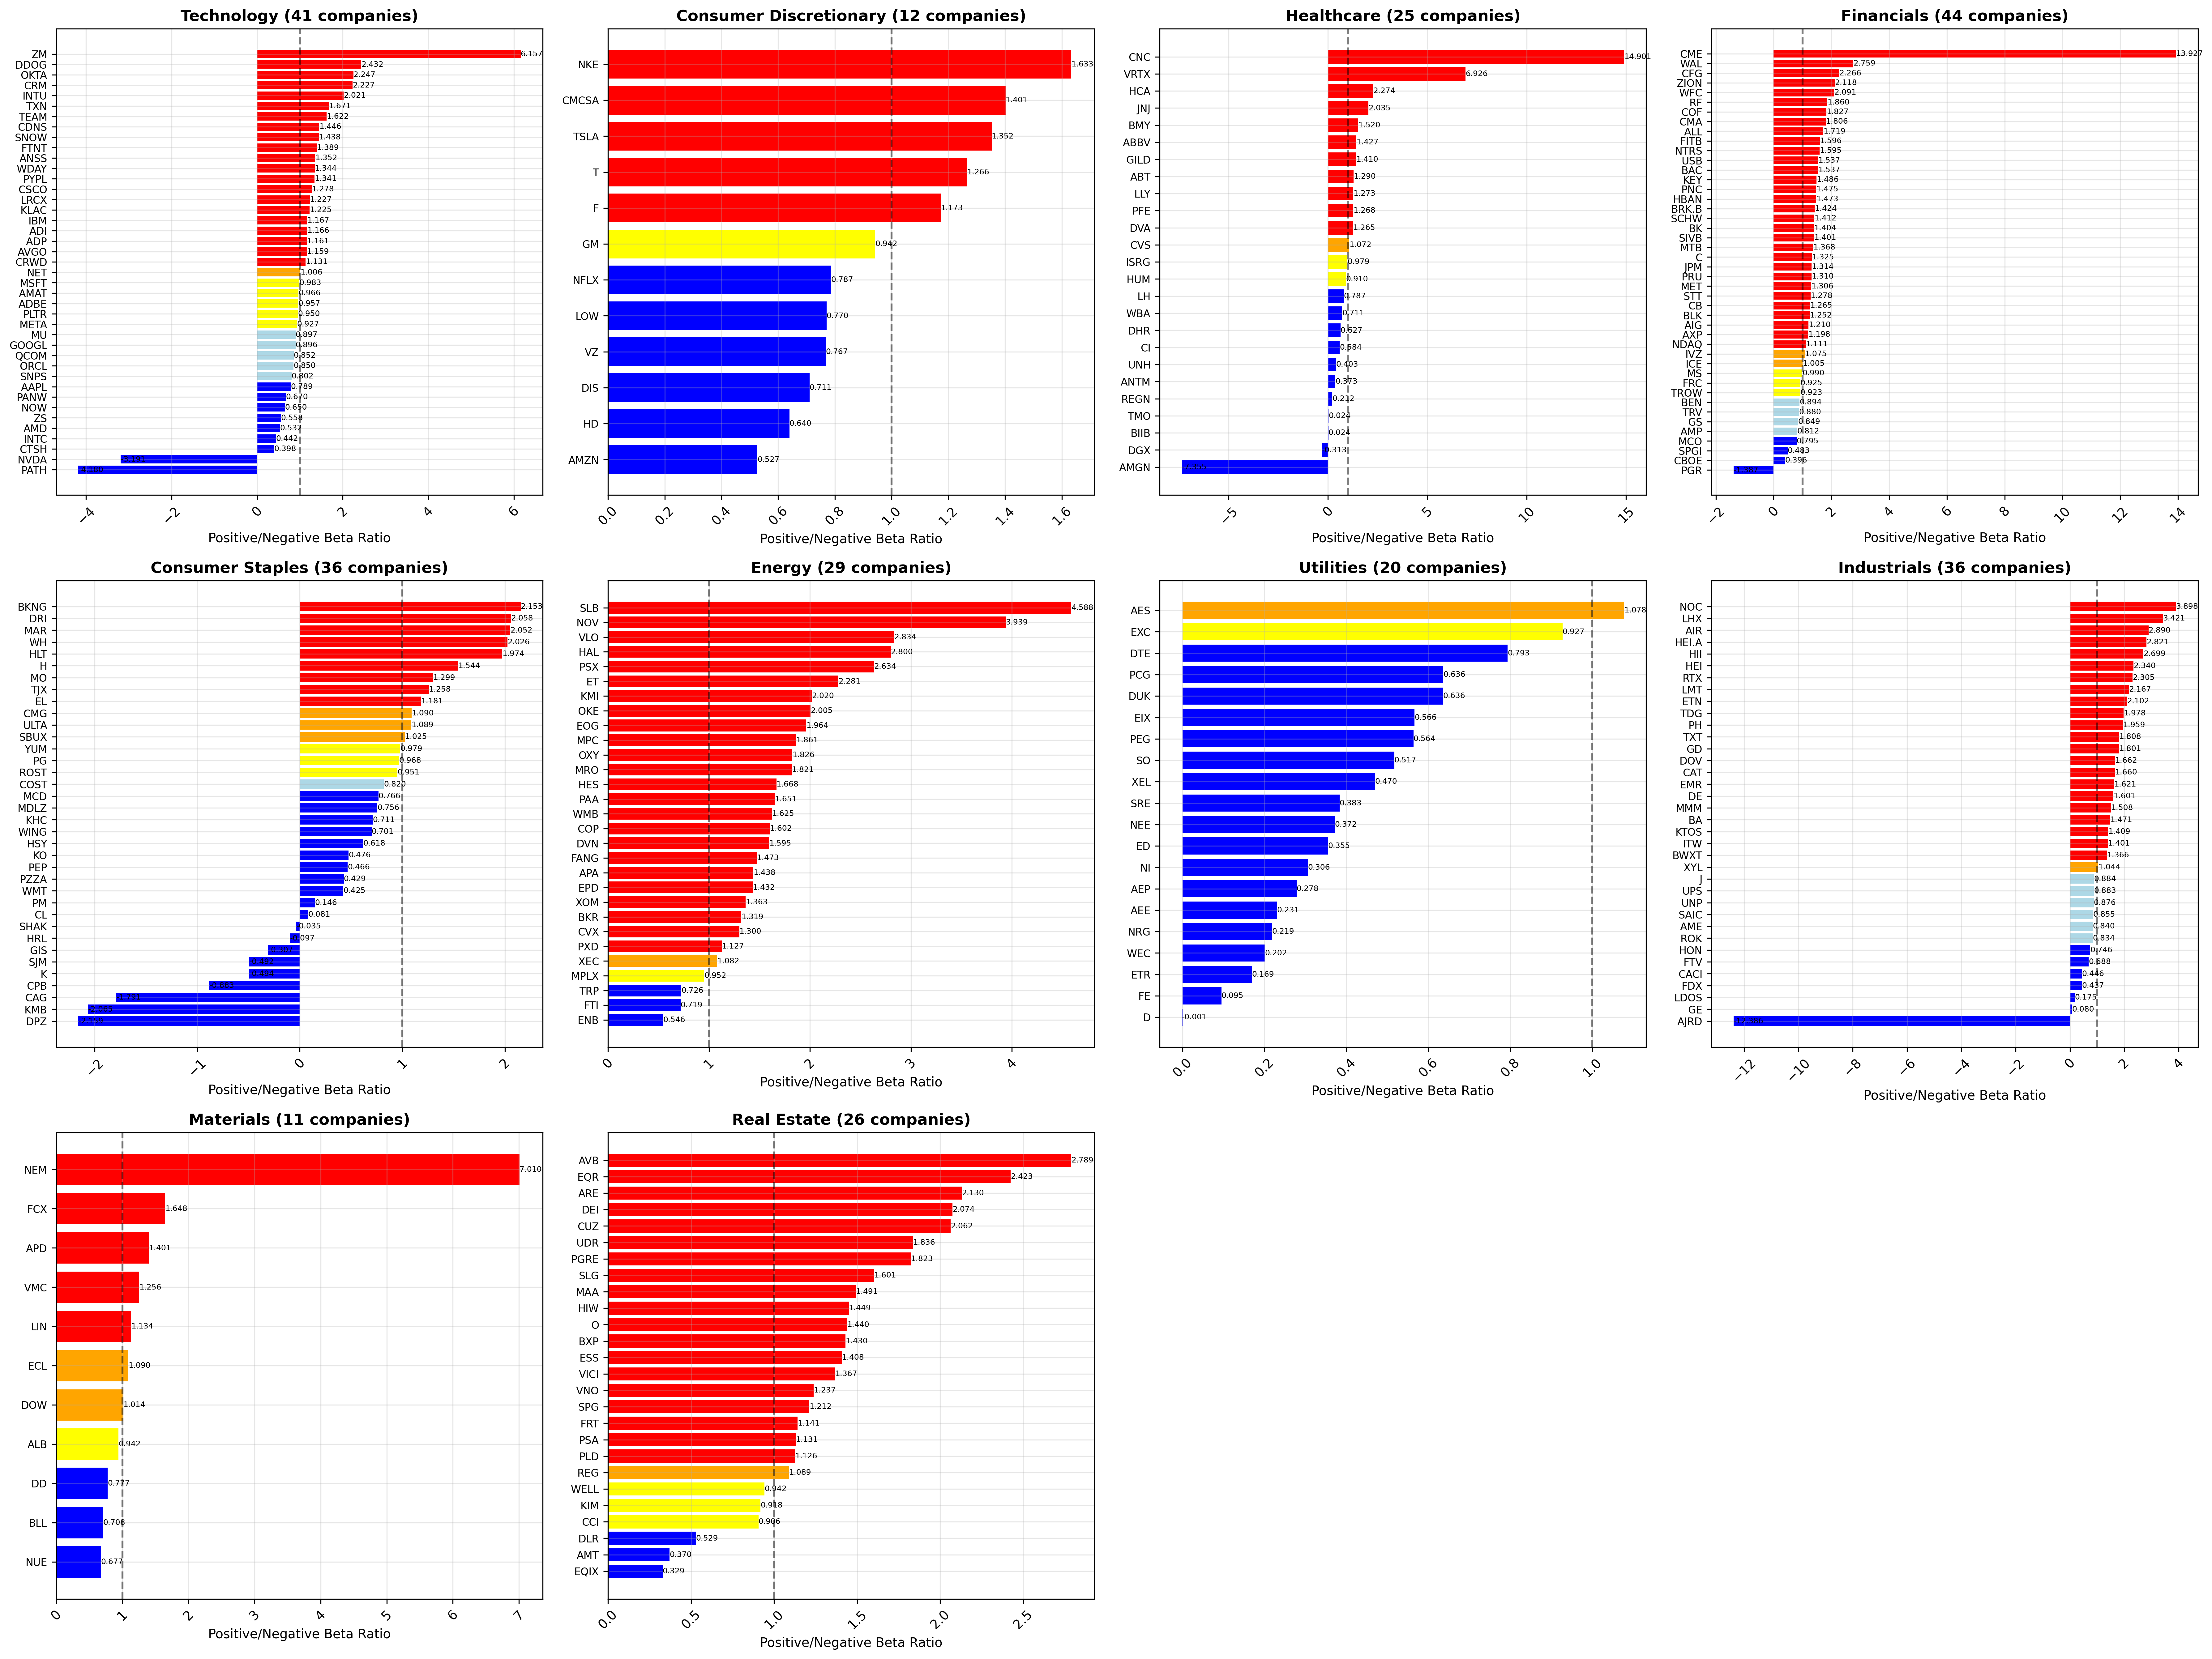 Technology (41 companies)
ZM 6.157
DDOG 2.432
OKTA 2.247
CRM 2.227
INTU 2.021
TXN 1.671
TEAM 1.622
CDNS 1.446
SNOW 1.438
FTNT 1.389
ANSS 1.352
WDAY 1.344
PYPL 1.341
CSCO 1.278
LRCX 1.227
KLAC 1.225
IBM 1.167
ADI 1.166
ADP 1.161
AVGO 1.159
CRWD 1.131
NET 1.006
MSFT 0.983
AMAT 0.966
ADBE 0.957
PLTR 0.950
META 0.927
MU 0.897
GOOGL 0.896
QCOM 0.852
ORCL 0.850
SNPS 0.802
AAPL 0.789
PANW 0.670
NOW 0.650
ZS 0.558
AMD 0.532
INTC 0.442
CTSH 0.398
NVDA
PATH
−4 −2 0 2 4 6
Positive/Negative Beta Ratio
Consumer Discretionary (12 companies)
NKE 1.633
CMCSA 1.401
TSLA 1.352
T 1.266
F 1.173
GM 0.942
NFLX 0.787
LOW 0.770
VZ 0.767
DIS 0.711
HD 0.640
AMZN 0.527
0.0 0.2 0.4 0.6 0.8 1.0 1.2 1.4 1.6
Positive/Negative Beta Ratio
Healthcare (25 companies)
CNC 14.901
VRTX 6.926
HCA 2.274
JNJ 2.035
BMY 1.520
ABBV 1.427
GILD 1.410
ABT 1.290
LLY 1.273
PFE 1.268
DVA 1.265
CVS 1.072
ISRG 0.979
HUM 0.910
LH 0.787
WBA 0.711
DHR 0.627
CI 0.584
UNH 0.403
ANTM 0.373
REGN 0.212
TMO 0.024
BIIB 0.024
DGX -0.313
AMGN
−5 0 5 10 15
Positive/Negative Beta Ratio
Financials (44 companies)
CME 13.927
WAL 2.759
CFG 2.266
ZION 2.118
WFC 2.091
RF 1.860
COF 1.827
CMA 1.806
ALL 1.719
FITB 1.596
NTRS 1.595
USB 1.537
BAC 1.537
KEY 1.486
PNC 1.475
HBAN 1.473
BRK.B 1.424
SCHW 1.412
BK 1.404
SIVB 1.401
MTB 1.368
C 1.325
JPM 1.314
PRU 1.310
MET 1.306
STT 1.278
CB 1.265
BLK 1.252
AIG 1.210
AXP 1.198
NDAQ 1.111
IVZ 1.075
ICE 1.005
MS 0.990
FRC 0.925
TROW 0.923
BEN 0.894
TRV 0.880
GS 0.849
AMP 0.812
MCO 0.795
SPGI 0.483
CBOE 0.396
PGR
−2 0 2 4 6 8 10 12 14
Positive/Negative Beta Ratio
Consumer Staples (36 companies)
BKNG 2.153
DRI 2.058
MAR 2.052
WH 2.026
HLT 1.974
H 1.544
MO 1.299
TJX 1.258
EL 1.181
CMG 1.090
ULTA 1.089
SBUX 1.025
YUM 0.979
PG 0.968
ROST 0.951
COST 0.820
MCD 0.766
MDLZ 0.756
KHC 0.711
WING 0.701
HSY 0.618
KO 0.476
PEP 0.466
PZZA 0.429
WMT 0.425
PM 0.146
CL 0.081
SHAK -0.035
HRL -0.097
GIS
SJM
K
CPB
CAG
KMB
DPZ
−2 −1 0 1 2
Positive/Negative Beta Ratio
Energy (29 companies)
SLB 4.588
NOV 3.939
VLO 2.834
HAL 2.800
PSX 2.634
ET 2.281
KMI 2.020
OKE 2.005
EOG 1.964
MPC 1.861
OXY 1.826
MRO 1.821
HES 1.668
PAA 1.651
WMB 1.625
COP 1.602
DVN 1.595
FANG 1.473
APA 1.438
EPD 1.432
XOM 1.363
BKR 1.319
CVX 1.300
PXD 1.127
XEC 1.082
MPLX 0.952
TRP 0.726
FTI 0.719
ENB 0.546
0 1 2 3 4
Positive/Negative Beta Ratio
Utilities (20 companies)
AES 1.078
EXC 0.927
DTE 0.793
PCG 0.636
DUK 0.636
EIX 0.566
PEG 0.564
SO 0.517
XEL 0.470
SRE 0.383
NEE 0.372
ED 0.355
NI 0.306
AEP 0.278
AEE 0.231
NRG 0.219
WEC 0.202
ETR 0.169
FE 0.095
D -0.001
0.0 0.2 0.4 0.6 0.8 1.0
Positive/Negative Beta Ratio
Industrials (36 companies)
NOC 3.898
LHX 3.421
AIR 2.890
HEI.A 2.821
HII 2.699
HEI 2.340
RTX 2.305
LMT 2.167
ETN 2.102
TDG 1.978
PH 1.959
TXT 1.808
GD 1.801
DOV 1.662
CAT 1.660
EMR 1.621
DE 1.601
MMM 1.508
BA 1.471
KTOS 1.409
ITW 1.401
BWXT 1.366
XYL 1.044
J 0.884
UPS 0.883
UNP 0.876
SAIC 0.855
AME 0.840
ROK 0.834
HON 0.746
FTV 0.688
CACI 0.446
FDX 0.437
LDOS 0.175
GE 0.080
AJRD
−12 −10 −8 −6 −4 −2 0 2 4
Positive/Negative Beta Ratio
Materials (11 companies)
NEM 7.010
FCX 1.648
APD 1.401
VMC 1.256
LIN 1.134
ECL 1.090
DOW 1.014
ALB 0.942
DD 0.777
BLL 0.708
NUE 0.677
0 1 2 3 4 5 6 7
Positive/Negative Beta Ratio
Real Estate (26 companies)
AVB 2.789
EQR 2.423
ARE 2.130
DEI 2.074
CUZ 2.062
UDR 1.836
PGRE 1.823
SLG 1.601
MAA 1.491
HIW 1.449
O 1.440
BXP 1.430
ESS 1.408
VICI 1.367
VNO 1.237
SPG 1.212
FRT 1.141
PSA 1.131
PLD 1.126
REG 1.089
WELL 0.942
KIM 0.918
CCI 0.906
DLR 0.529
AMT 0.370
EQIX 0.329
0.0 0.5 1.0 1.5 2.0 2.5
Positive/Negative Beta Ratio